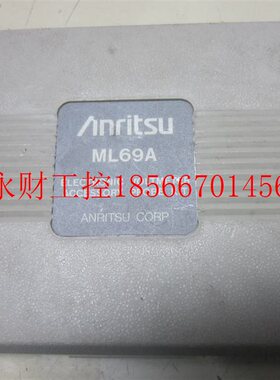 Anritsu
ML69A
永财工控18566701456
ACCESSORY
ANRITSU CORP